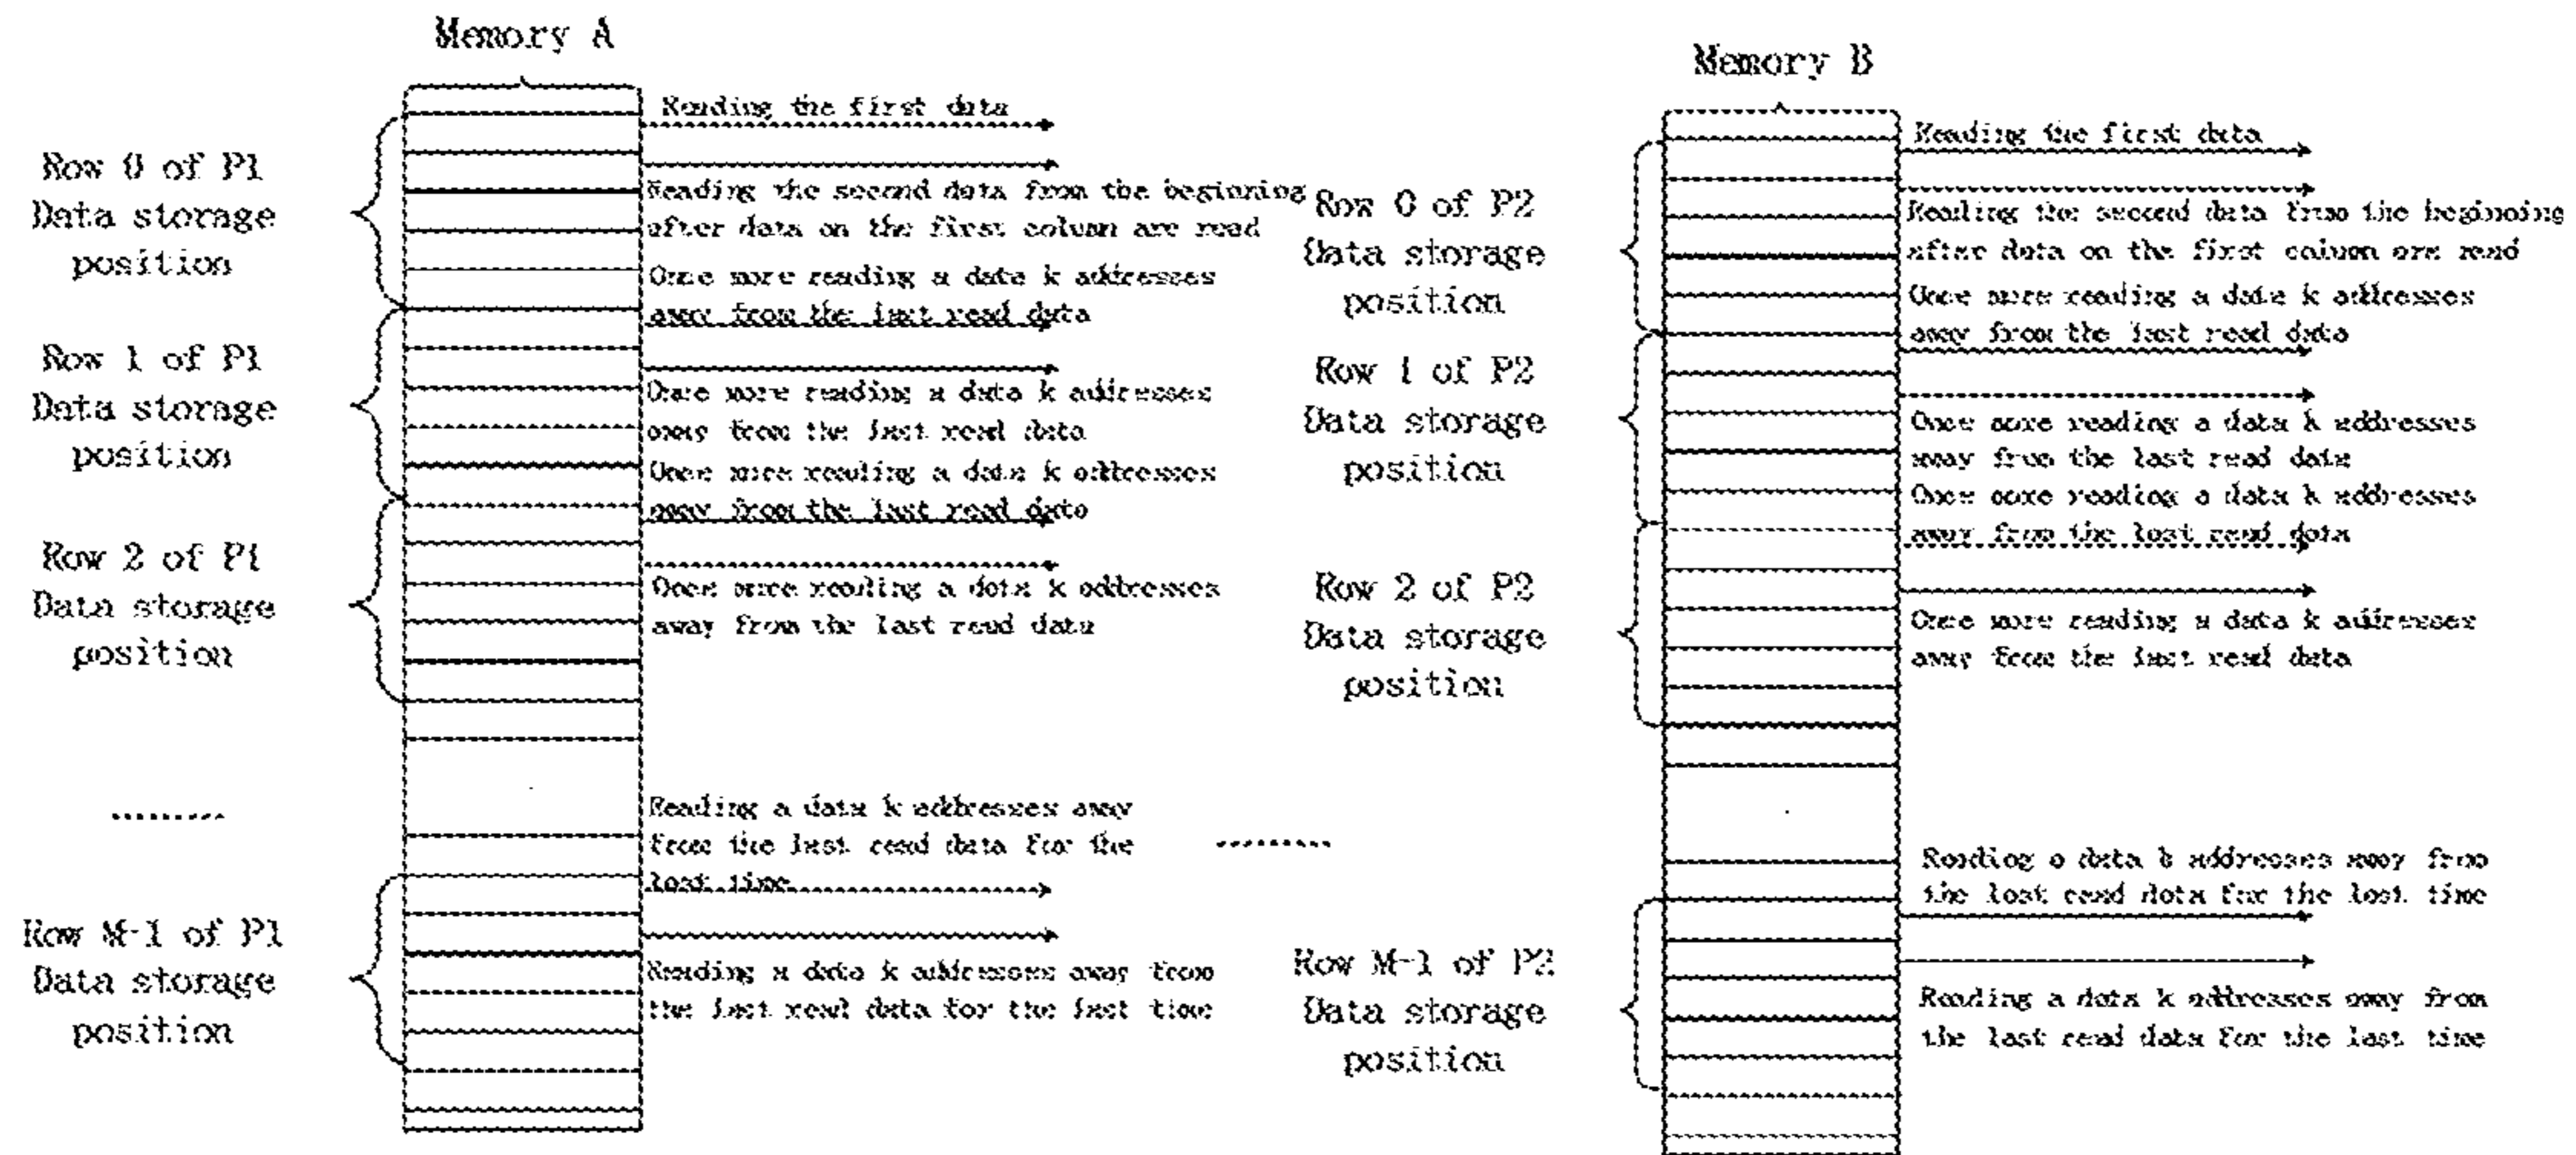 Memory A
Row 0 of P1
Data storage
position
Row 1 of P1
Data storage
position
Row 2 of P1
Data storage
position
.........
Row M-1 of P1
Data storage
position
Reading the first data
Reading the second data from the beginning
after data on the first column are read
Once more reading a data k addresses
away from the last read data
Once more reading a data k addresses
away from the last read data
Once more reading a data k addresses
away from the last read data
Once more reading a data k addresses
away from the last read data
Reading a data k addresses away
from the last read data for the
last time
Reading a data k addresses away from
the last read data for the last time
Memory B
Row 0 of P2
Data storage
position
Row 1 of P2
Data storage
position
Row 2 of P2
Data storage
position
.........
Row M-1 of P2
Data storage
position
Reading the first data
Reading the second data from the beginning
after data on the first column are read
Once more reading a data k addresses
away from the last read data
Once more reading a data k addresses
away from the last read data
Once more reading a data k addresses
away from the last read data
Once more reading a data k addresses
away from the last read data
Reading a data k addresses away from
the last read data for the last time
Reading a data k addresses away from
the last read data for the last time